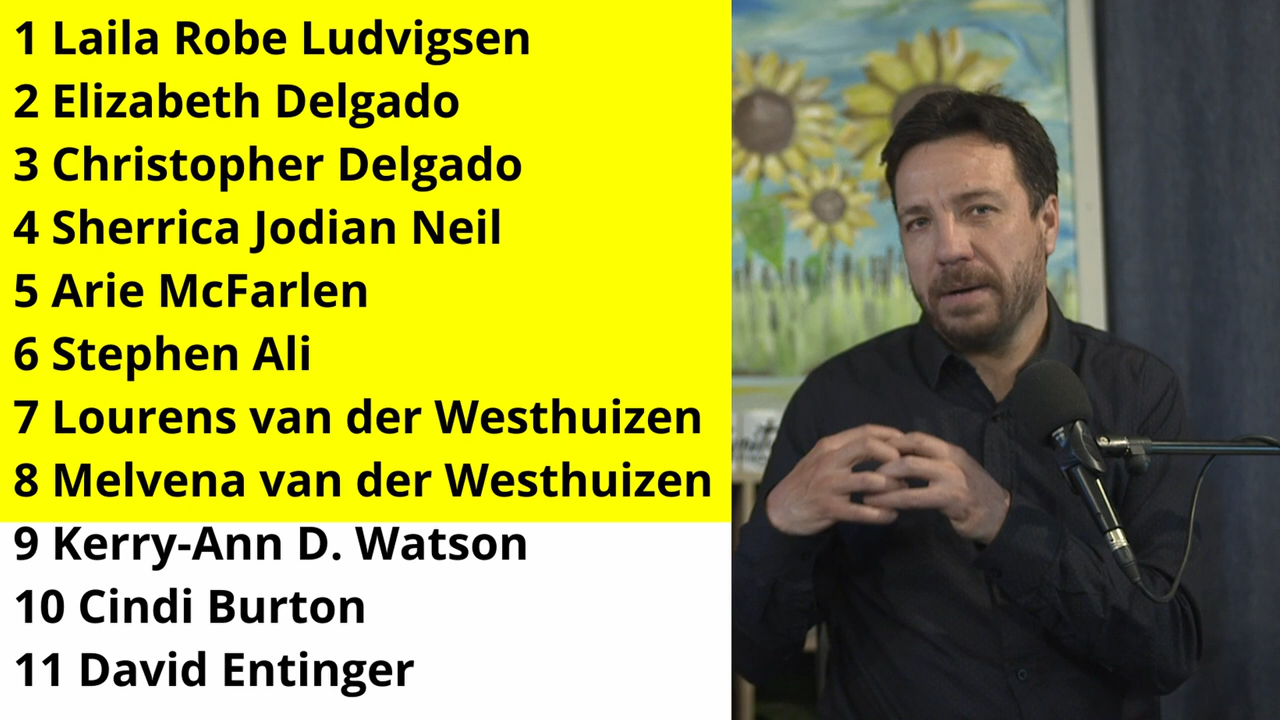 1 Laila Robe Ludvigsen
2 Elizabeth Delgado
3 Christopher Delgado
4 Sherrica Jodian Neil
5 Arie McFarlen
6 Stephen Ali
7 Lourens van der Westhuizen
8 Melvena van der Westhuizen
9 Kerry-Ann D. Watson
10 Cindi Burton
11 David Entinger